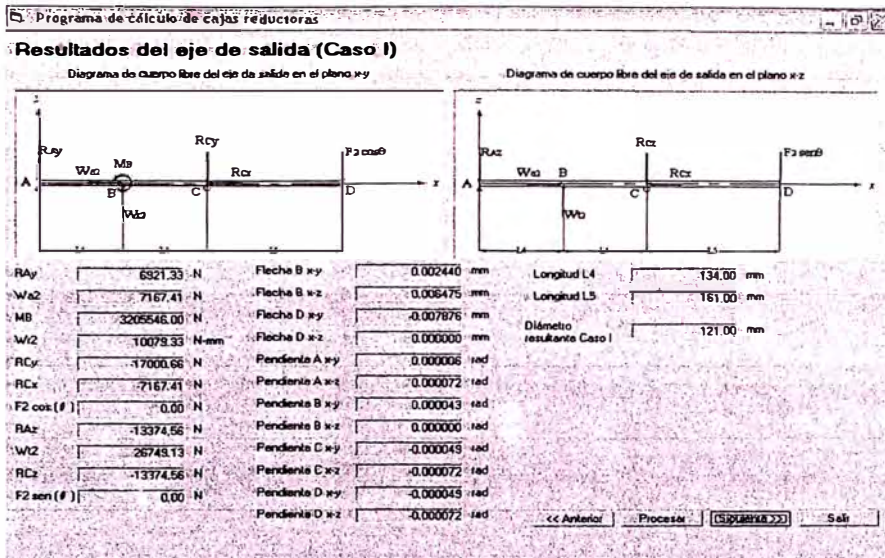 Programa de cálculo de cajas reductoras
Resultados del eje de salida (Caso I)
Diagrama de cuerpo libre del eje de salida en el plano x-y
Diagrama de cuerpo libre del eje de salida en el plano x-z
RAy
Wa2
MB
RCy
RCx
F2 cosθ
A
B
C
D
x
RAz
Wa2
B
RCz
RCx
F2 senθ
A
C
D
x
Wt2
L4
L5
RAy 6921.33 N
Wa2 7167,41 N
MB 3205546.00 N-mm
10079.33 N
RCy -17000.66 N
RCx -7167.41 N
F2 cos ( # ) 0.00 N
RAz -13374,56 N
Wt2 26749.13 N
RCz -13374,56 N
F2 sen ( # ) 0,00 N
Flecha B x-y 0.002440 mm
Flecha B x-z 0.006475 mm
Flecha D x-y -0.007876 mm
Flecha D x-z 0.000000 mm
Pendiente A x-y 0.000006 rad
Pendiente A x-z 0.000072 rad
Pendiente B x-y 0.000043 rad
Pendiente B x-z 0.000000 rad
Pendiente C x-y -0.000049 rad
Pendiente C x-z -0.000072 rad
Pendiente D x-y -0.000049 rad
Pendiente D x-z -0.000072 rad
Longitud L4 134.00 mm
Longitud L5 161.00 mm
Diámetro
resultante Caso I 121.00 mm
<< Anterior
Procesar
Siguiente >>
Salir